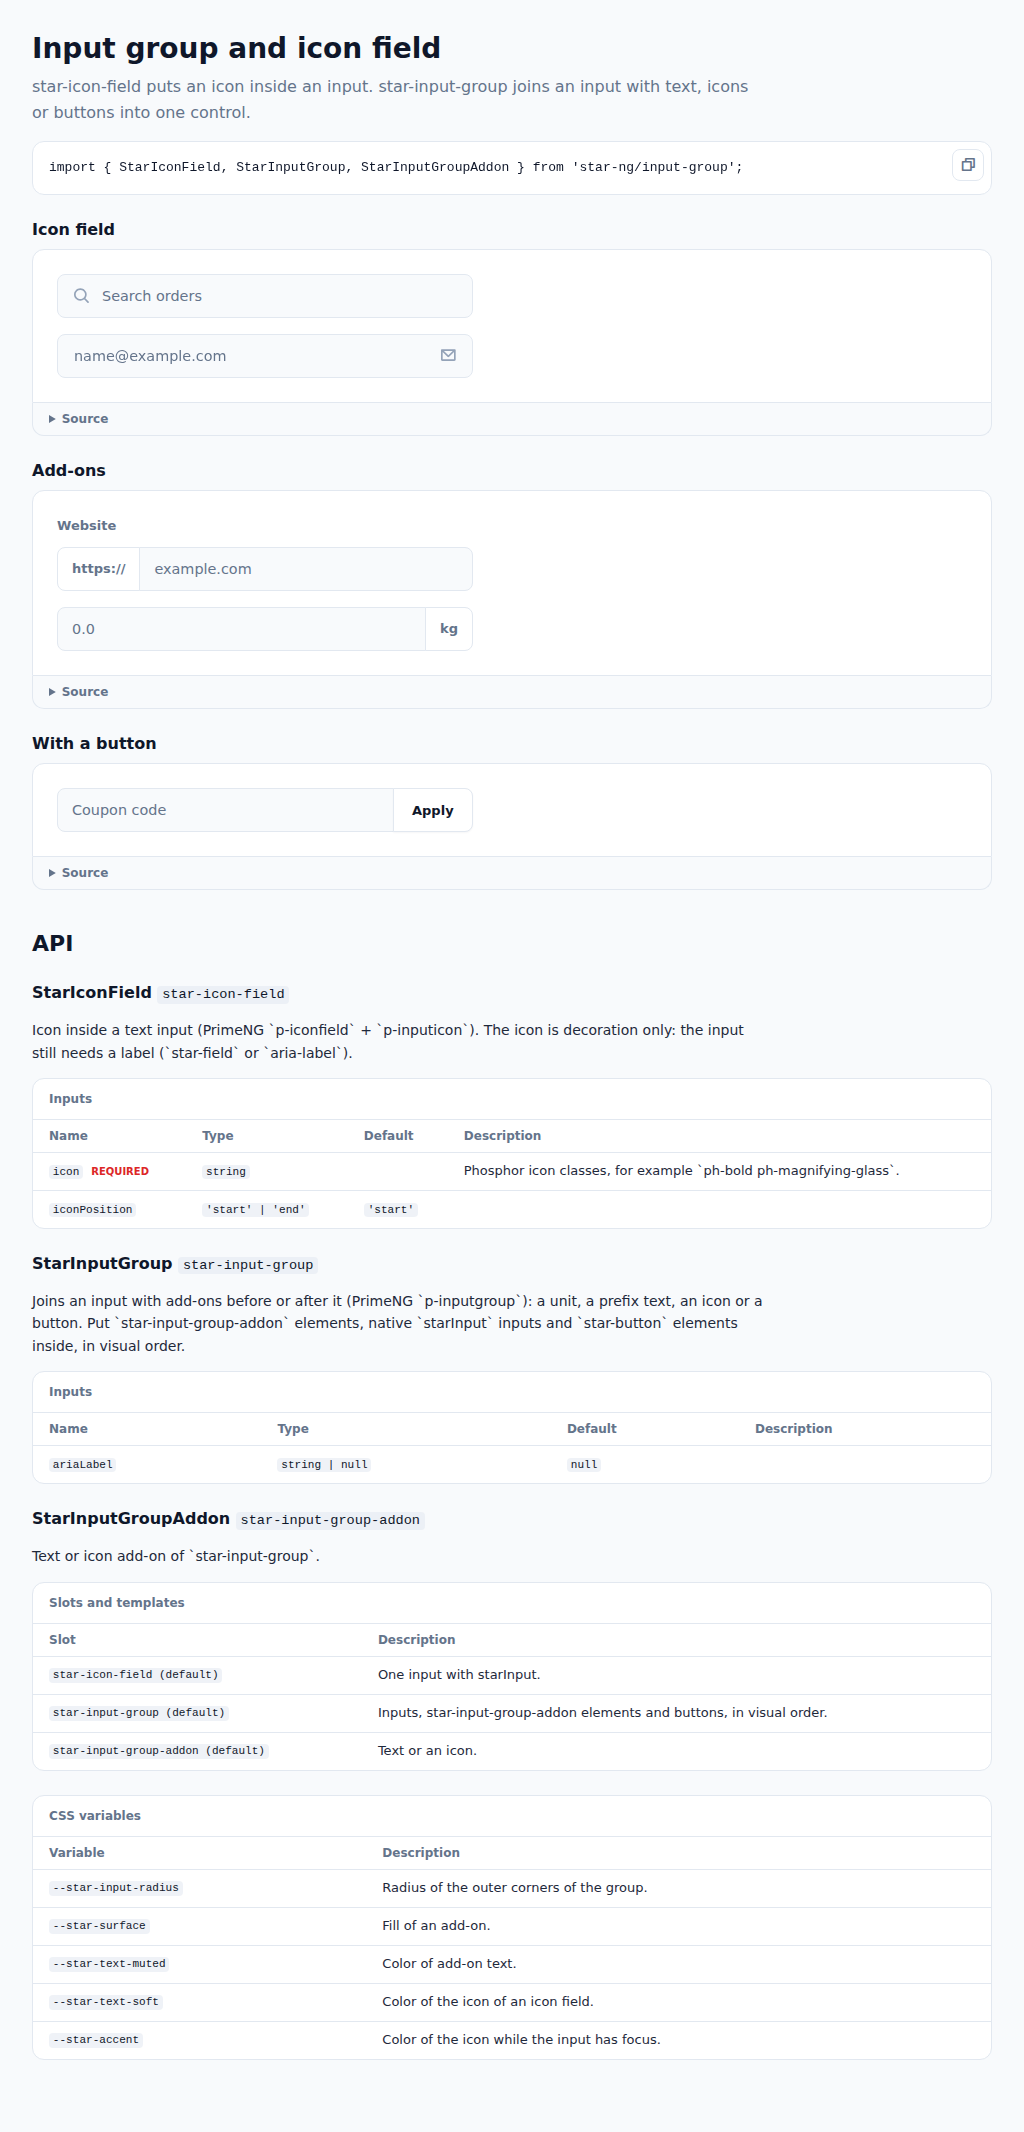 Input group and icon field
star-icon-field puts an icon inside an input. star-input-group joins an input with text, icons
or buttons into one control.
import { StarIconField, StarInputGroup, StarInputGroupAddon } from 'star-ng/input-group';
Icon field
Search orders
name@example.com
Source
Add-ons
Website
https:// example.com
0.0 kg
Source
With a button
Coupon code Apply
Source
API
StarIconField star-icon-field
Icon inside a text input (PrimeNG `p-iconfield` + `p-inputicon`). The icon is decoration only: the input
still needs a label (`star-field` or `aria-label`).
Inputs
Name Type Default Description
icon REQUIRED string Phosphor icon classes, for example `ph-bold ph-magnifying-glass`.
iconPosition 'start' | 'end' 'start'
StarInputGroup star-input-group
Joins an input with add-ons before or after it (PrimeNG `p-inputgroup`): a unit, a prefix text, an icon or a
button. Put `star-input-group-addon` elements, native `starInput` inputs and `star-button` elements
inside, in visual order.
Inputs
Name Type Default Description
ariaLabel string | null null
StarInputGroupAddon star-input-group-addon
Text or icon add-on of `star-input-group`.
Slots and templates
Slot Description
star-icon-field (default) One input with starInput.
star-input-group (default) Inputs, star-input-group-addon elements and buttons, in visual order.
star-input-group-addon (default) Text or an icon.
CSS variables
Variable Description
--star-input-radius Radius of the outer corners of the group.
--star-surface Fill of an add-on.
--star-text-muted Color of add-on text.
--star-text-soft Color of the icon of an icon field.
--star-accent Color of the icon while the input has focus.